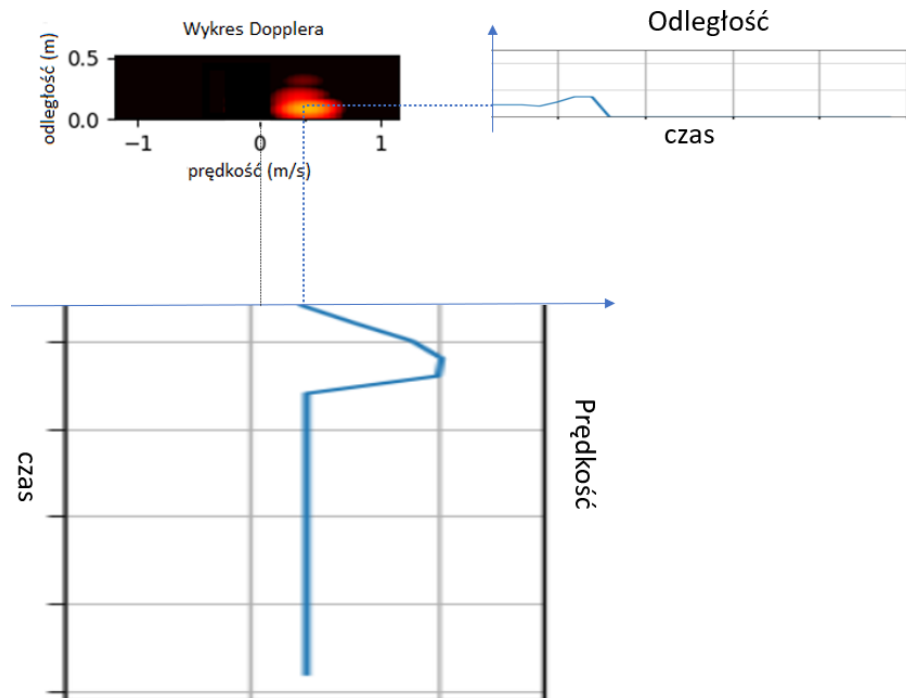 Wykres Dopplera
Odległość
odległość (m)
0.5
0.0
−1
0
1
prędkość (m/s)
czas
czas
Prędkość